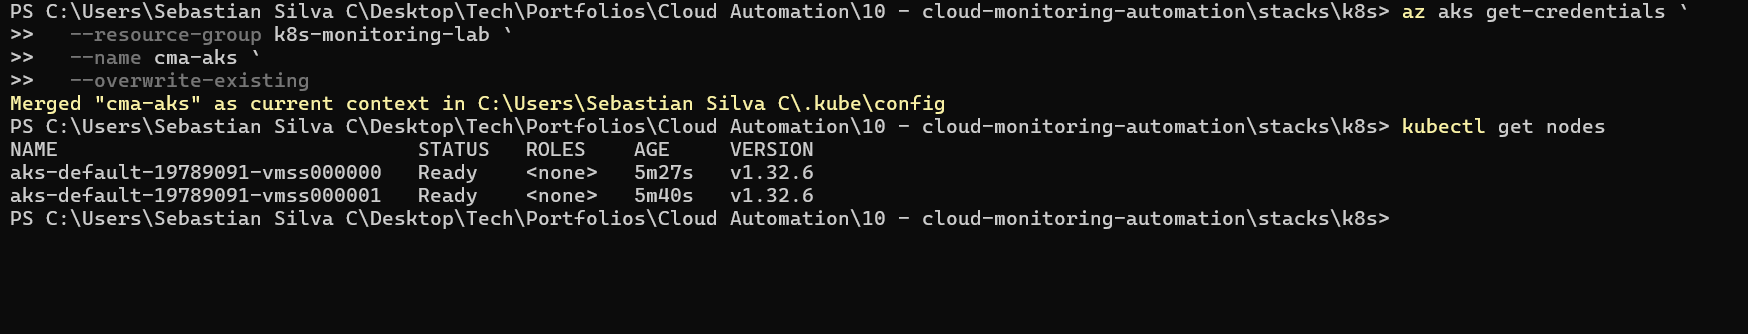 PS C:\Users\Sebastian Silva C\Desktop\Tech\Portfolios\Cloud Automation\10 - cloud-monitoring-automation\stacks\k8s> az aks get-credentials `
>>   --resource-group k8s-monitoring-lab `
>>   --name cma-aks `
>>   --overwrite-existing
Merged "cma-aks" as current context in C:\Users\Sebastian Silva C\.kube\config
PS C:\Users\Sebastian Silva C\Desktop\Tech\Portfolios\Cloud Automation\10 - cloud-monitoring-automation\stacks\k8s> kubectl get nodes
NAME                              STATUS   ROLES    AGE     VERSION
aks-default-19789091-vmss000000   Ready    <none>   5m27s   v1.32.6
aks-default-19789091-vmss000001   Ready    <none>   5m40s   v1.32.6
PS C:\Users\Sebastian Silva C\Desktop\Tech\Portfolios\Cloud Automation\10 - cloud-monitoring-automation\stacks\k8s>